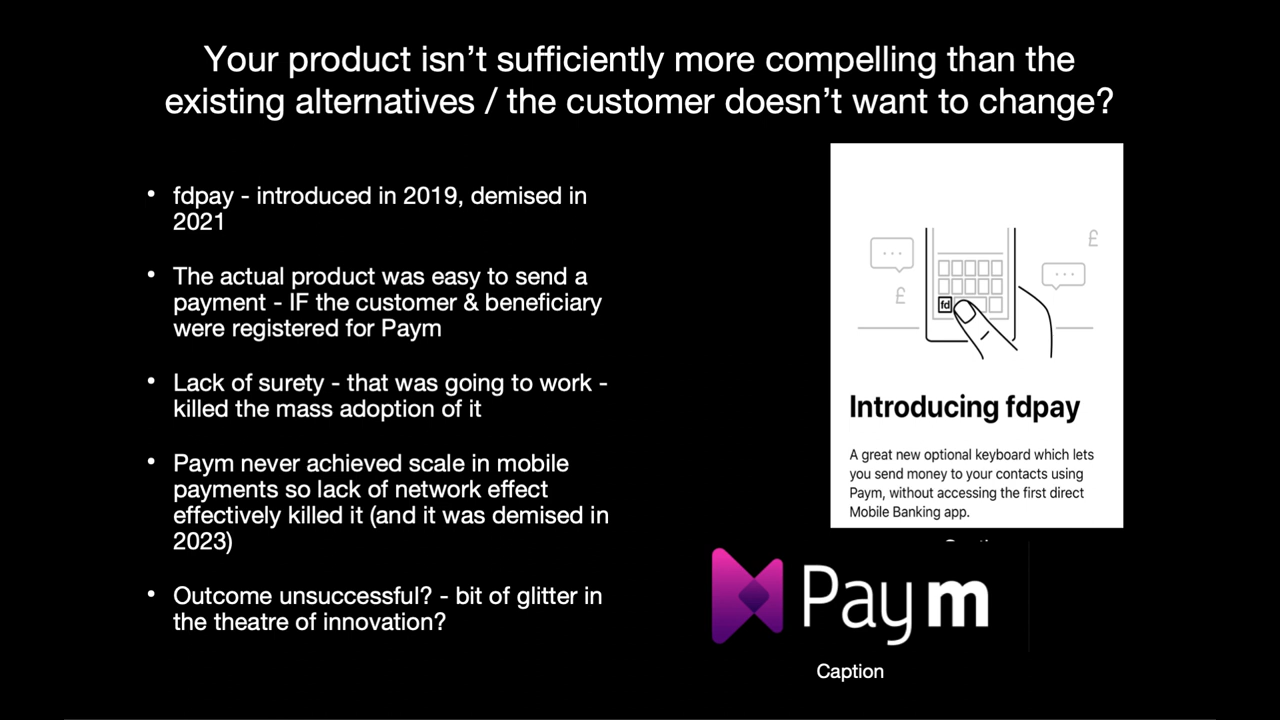 Your product isn’t sufficiently more compelling than the
existing alternatives / the customer doesn’t want to change?
• fdpay - introduced in 2019, demised in
2021
• The actual product was easy to send a
payment - IF the customer & beneficiary
were registered for Paym
• Lack of surety - that was going to work -
killed the mass adoption of it
• Paym never achieved scale in mobile
payments so lack of network effect
effectively killed it (and it was demised in
2023)
• Outcome unsuccessful? - bit of glitter in
the theatre of innovation?
£
£
fd
Introducing fdpay
A great new optional keyboard which lets
you send money to your contacts using
Paym, without accessing the first direct
Mobile Banking app.
Paym
Caption